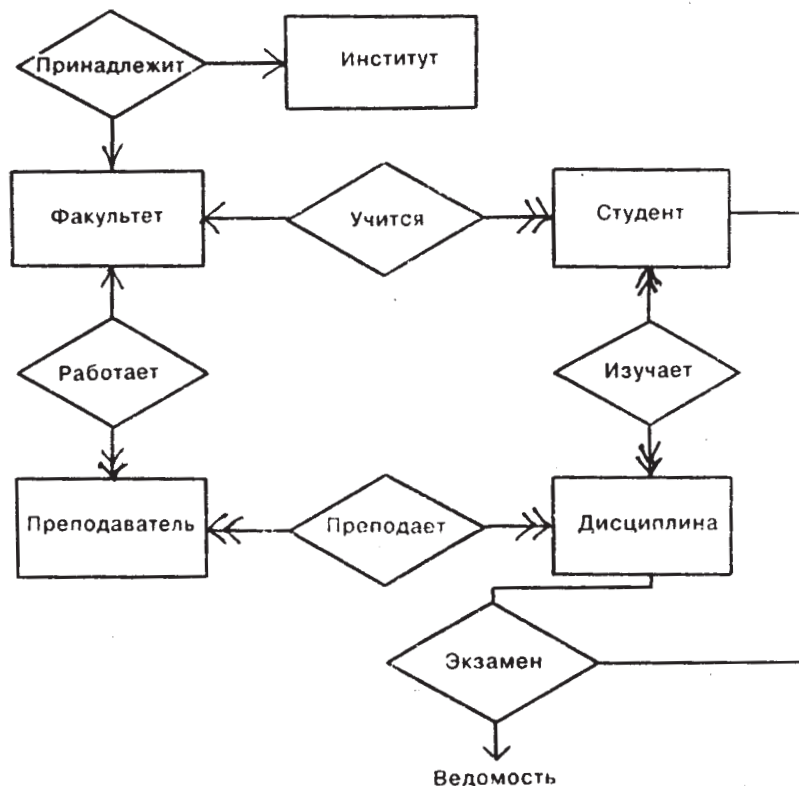 Принадлежит
Институт
Факультет
Учится
Студент
Работает
Изучает
Преподаватель
Преподает
Дисциплина
Экзамен
Ведомость